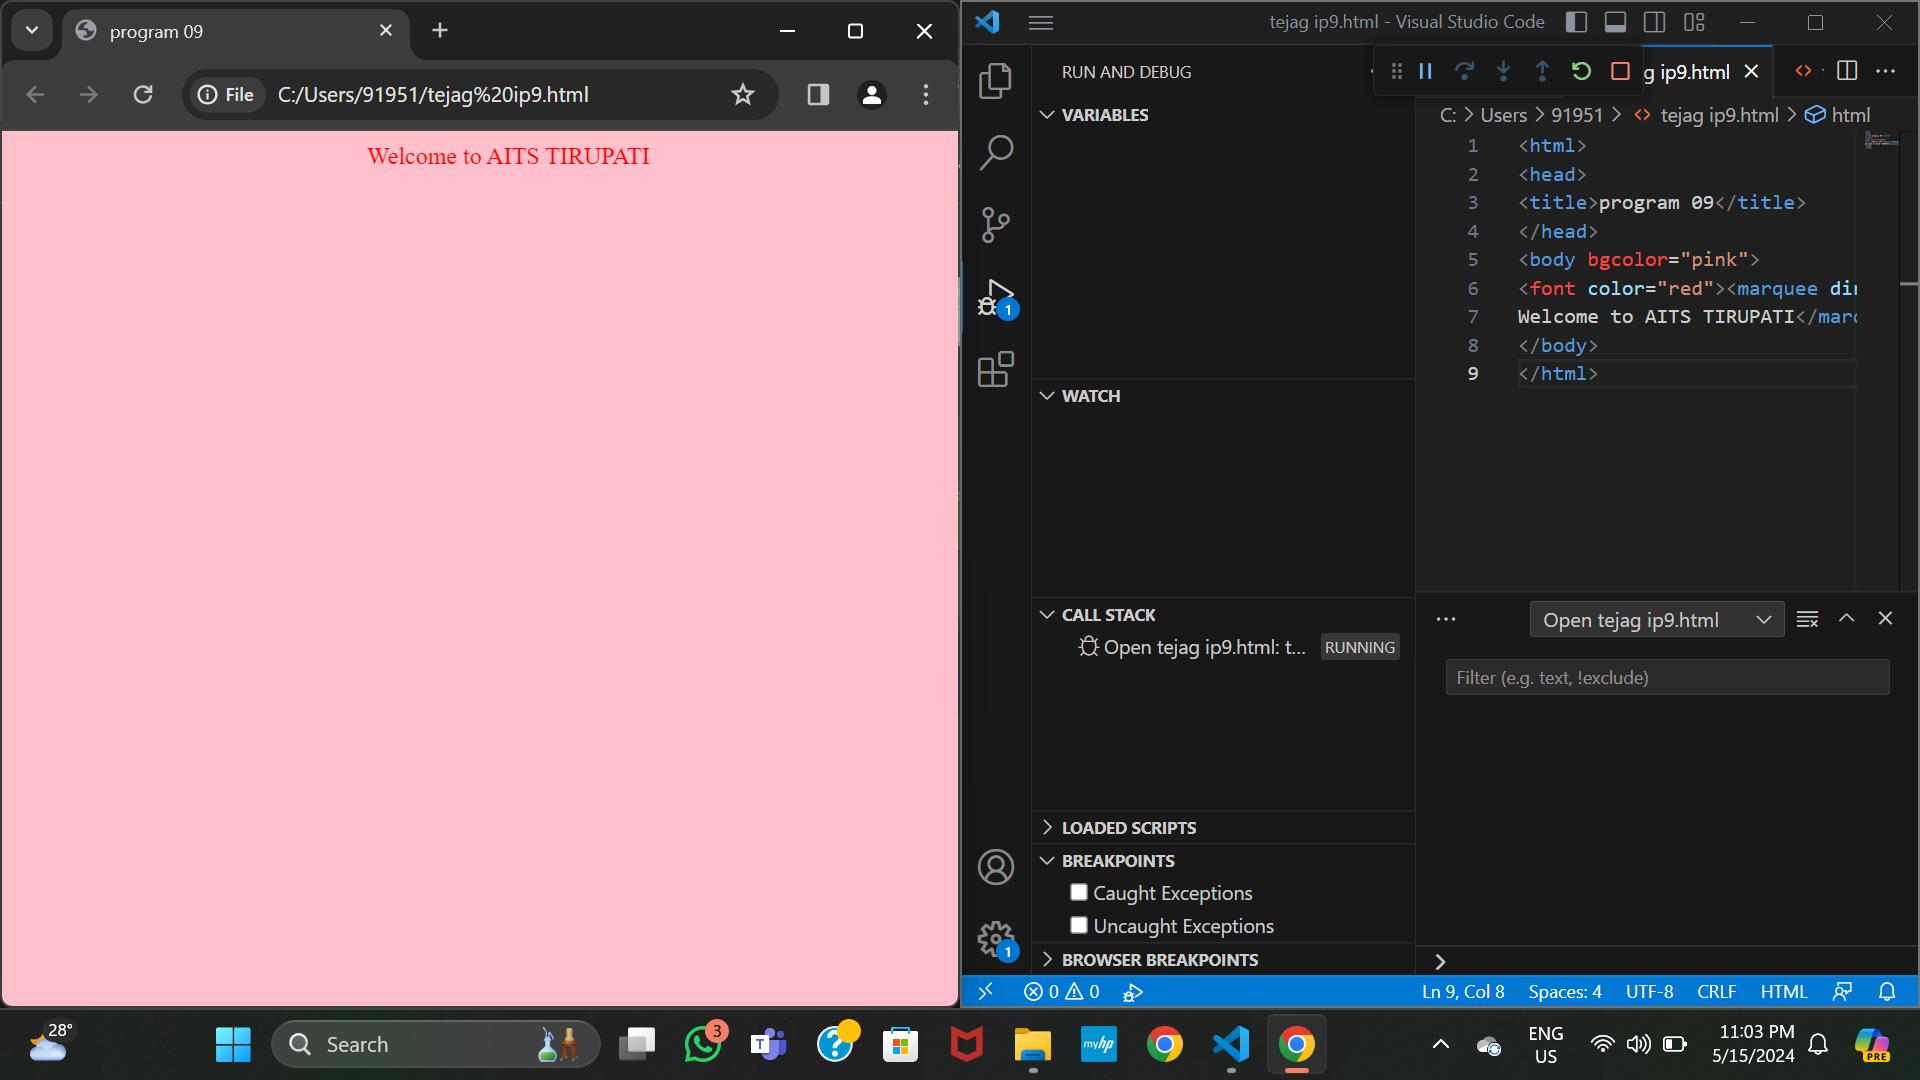 program 09
File
C:/Users/91951/tejag%20ip9.html
Welcome to AITS TIRUPATI
tejag ip9.html - Visual Studio Code
RUN AND DEBUG
g ip9.html
VARIABLES
C: > Users > 91951 > tejag ip9.html > html
1 <html>
2 <head>
3 <title>program 09</title>
4 </head>
5 <body bgcolor="pink">
6 <font color="red"><marquee dir
7 Welcome to AITS TIRUPATI</marq
8 </body>
9 </html>
1
WATCH
CALL STACK
Open tejag ip9.html: t... RUNNING
Open tejag ip9.html
Filter (e.g. text, !exclude)
LOADED SCRIPTS
BREAKPOINTS
Caught Exceptions
Uncaught Exceptions
BROWSER BREAKPOINTS
1
0 0
Ln 9, Col 8 Spaces: 4 UTF-8 CRLF HTML
28°
Search
3
T
?
myhp
ENG
US
11:03 PM
5/15/2024
PRE